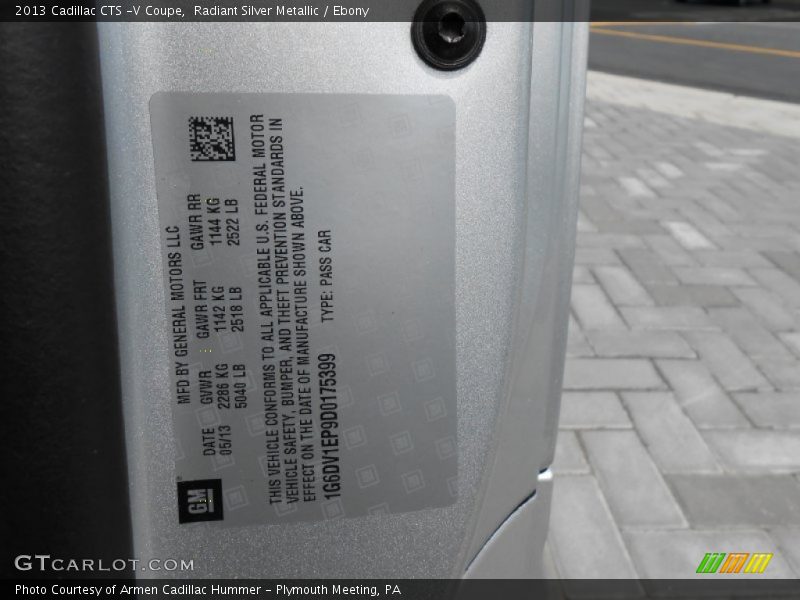 2013 Cadillac CTS -V Coupe, Radiant Silver Metallic / Ebony
MFD BY GENERAL MOTORS LLC
DATE GVWR GAWR FRT GAWR RR
05/13 2286 KG 1142 KG 1144 KG
5040 LB 2518 LB 2522 LB
THIS VEHICLE CONFORMS TO ALL APPLICABLE U.S. FEDERAL MOTOR
VEHICLE SAFETY, BUMPER, AND THEFT PREVENTION STANDARDS IN
EFFECT ON THE DATE OF MANUFACTURE SHOWN ABOVE.
1G6DV1EP9D0175399 TYPE: PASS CAR
GM
GTCARLOT.COM
Photo Courtesy of Armen Cadillac Hummer - Plymouth Meeting, PA